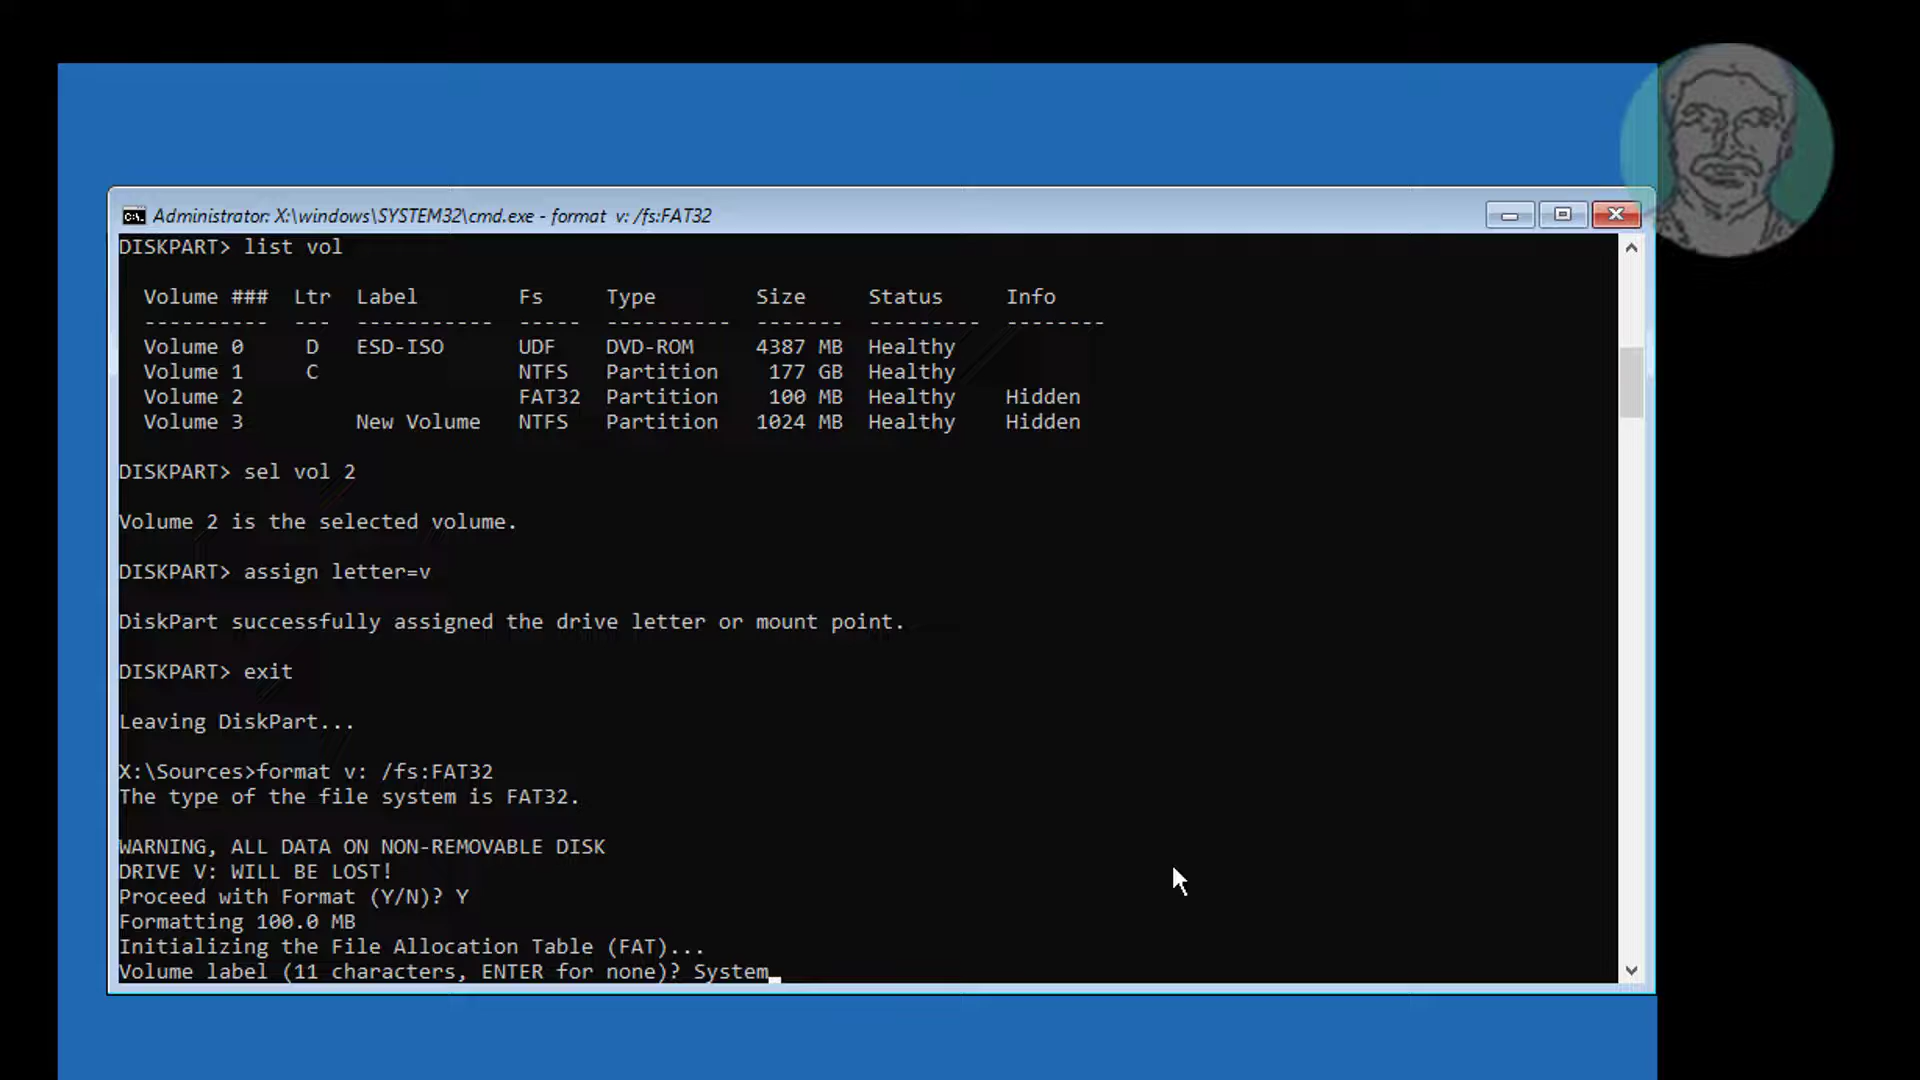 Administrator: X:\windows\SYSTEM32\cmd.exe - format  v: /fs:FAT32
DISKPART> list vol
Volume ###  Ltr  Label        Fs     Type        Size     Status     Info
----------  ---  -----------  -----  ----------  -------  ---------  --------
Volume 0     D   ESD-ISO      UDF    DVD-ROM     4387 MB  Healthy
Volume 1     C                NTFS   Partition    177 GB  Healthy
Volume 2                      FAT32  Partition    100 MB  Healthy    Hidden
Volume 3         New Volume   NTFS   Partition   1024 MB  Healthy    Hidden
DISKPART> sel vol 2
Volume 2 is the selected volume.
DISKPART> assign letter=v
DiskPart successfully assigned the drive letter or mount point.
DISKPART> exit
Leaving DiskPart...
X:\Sources>format v: /fs:FAT32
The type of the file system is FAT32.
WARNING, ALL DATA ON NON-REMOVABLE DISK
DRIVE V: WILL BE LOST!
Proceed with Format (Y/N)? Y
Formatting 100.0 MB
Initializing the File Allocation Table (FAT)...
Volume label (11 characters, ENTER for none)? System